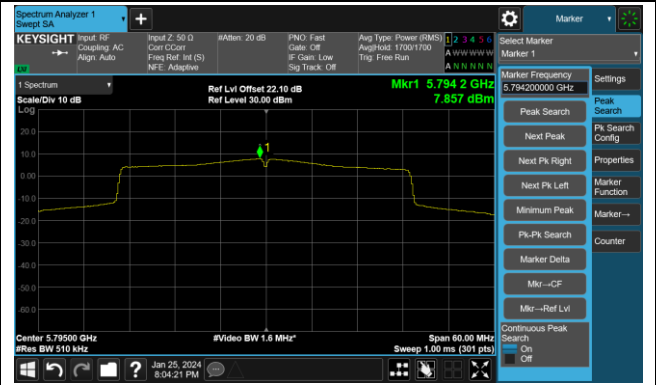 Spectrum Analyzer 1
Swept SA
+
Marker
KEYSIGHT
Input: RF
Coupling: AC
Align: Auto
Input Z: 50 Ω
Corr CCorr
Freq Ref: Int (S)
NFE: Adaptive
#Atten: 20 dB
PNO: Fast
Gate: Off
IF Gain: Low
Sig Track: Off
Avg Type: Power (RMS)
Avg|Hold: 1700/1700
Trig: Free Run
1 2 3 4 5 6
A W W W W W
A N N N N N
LXI
1 Spectrum
Scale/Div 10 dB
Log
Ref Lvl Offset 22.10 dB
Ref Level 30.00 dBm
Mkr1 5.794 2 GHz
7.857 dBm
20.0
10.0
0.00
-10.0
-20.0
-30.0
-40.0
-50.0
-60.0
1
Center 5.79500 GHz
#Res BW 510 kHz
#Video BW 1.6 MHz*
Span 60.00 MHz
Sweep 1.00 ms (301 pts)
Select Marker
Marker 1
Marker Frequency
5.794200000 GHz
Peak Search
Next Peak
Next Pk Right
Next Pk Left
Minimum Peak
Pk-Pk Search
Marker Delta
Mkr→CF
Mkr→Ref Lvl
Continuous Peak
Search
On
Off
Settings
Peak
Search
Pk Search
Config
Properties
Marker
Function
Marker→
Counter
?
Jan 25, 2024
8:04:21 PM